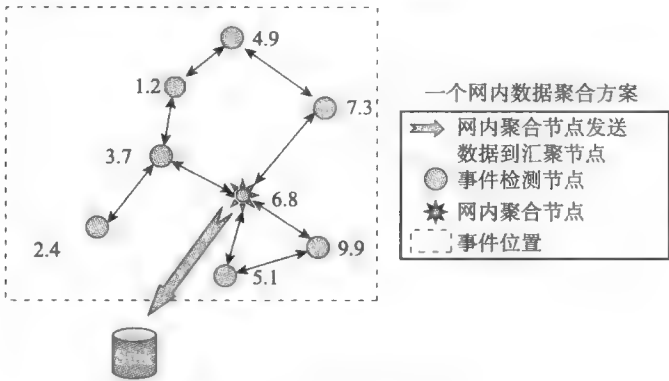 4.9
1.2
7.3
3.7
6.8
2.4
9.9
5.1
一个网内数据聚合方案
网内聚合节点发送
数据到汇聚节点
事件检测节点
网内聚合节点
事件位置